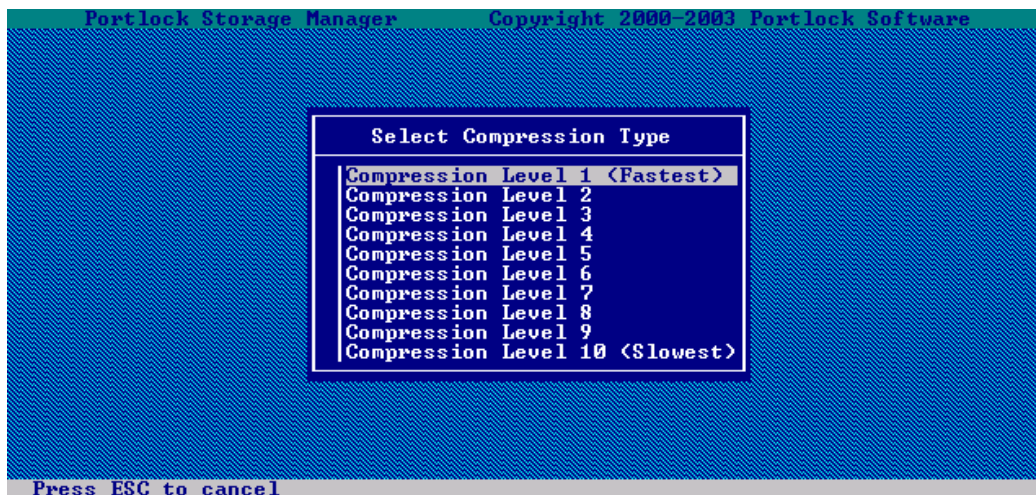 Portlock Storage Manager Copyright 2000-2003 Portlock Software
Select Compression Type
Compression Level 1 (Fastest)
Compression Level 2
Compression Level 3
Compression Level 4
Compression Level 5
Compression Level 6
Compression Level 7
Compression Level 8
Compression Level 9
Compression Level 10 (Slowest)
Press ESC to cancel